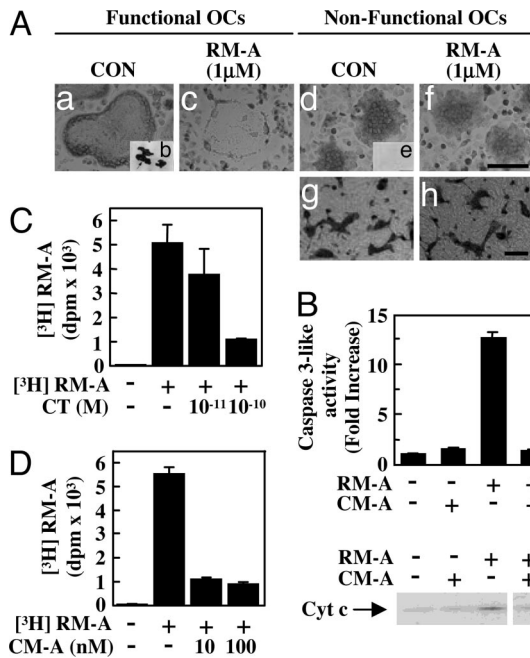 A
Functional OCs Non-Functional OCs
CON RM-A (1μM) CON RM-A (1μM)
a
b
c
d
e
f
g
h
C
[³H] RM-A (dpm x 10³)
6
5
4
3
2
1
0
[³H] RM-A - + + +
CT (M) - - 10⁻¹¹ 10⁻¹⁰
D
[³H] RM-A (dpm x 10³)
6
5
4
3
2
1
0
[³H] RM-A - + + +
CM-A (nM) - - 10 100
B
Caspase 3-like activity (Fold Increase)
15
10
5
0
RM-A - - + +
CM-A - + - +
RM-A - - + +
CM-A - + - +
Cyt c